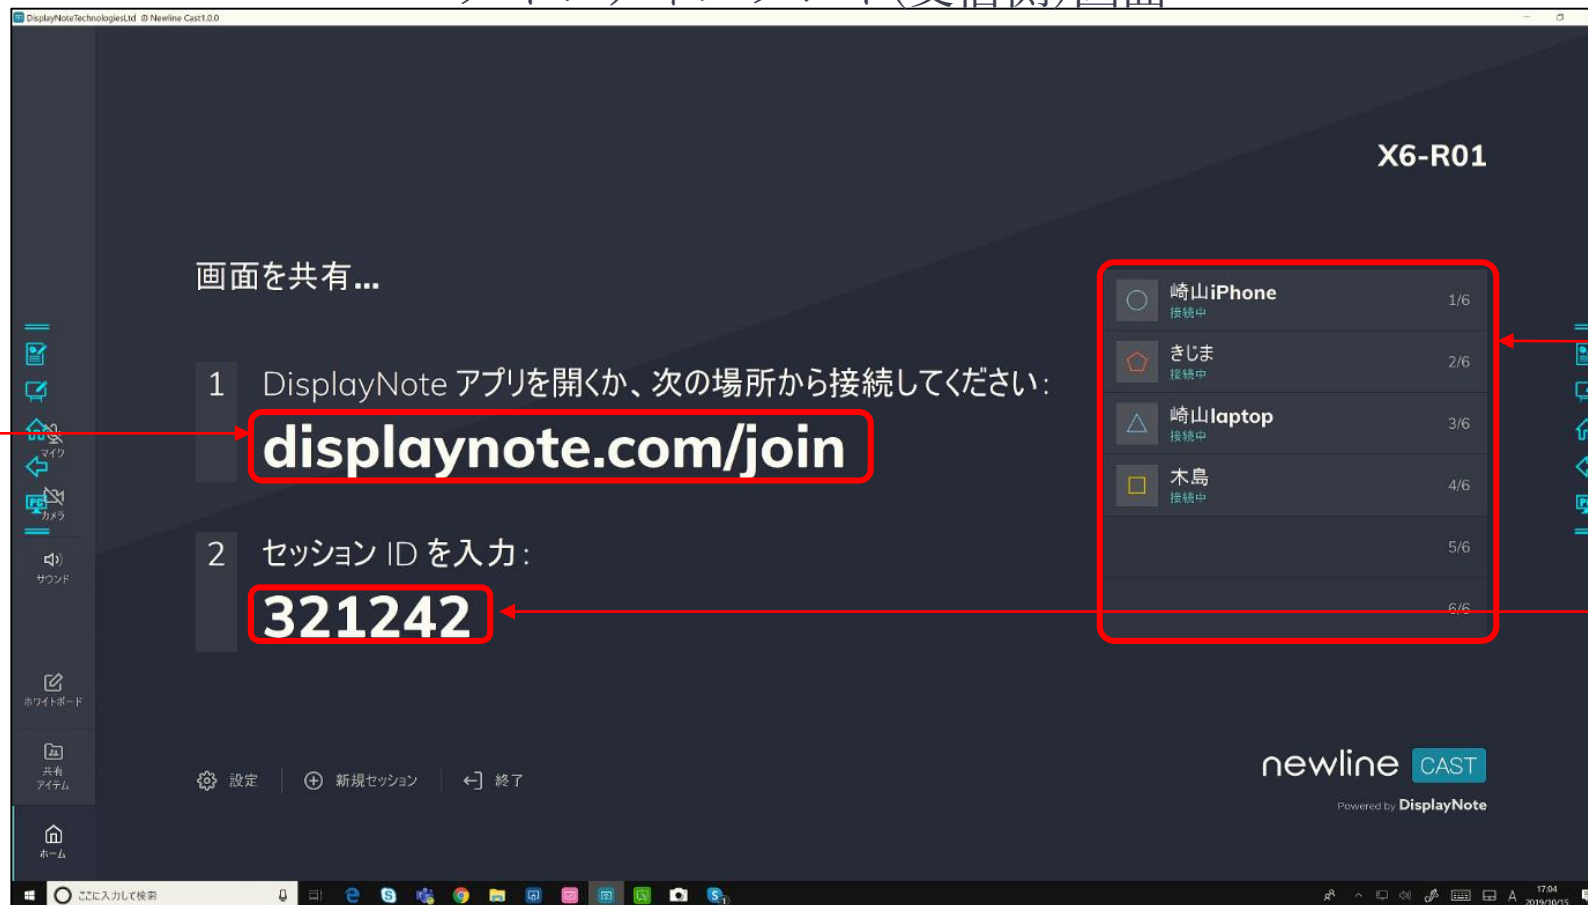 DisplayNoteTechnologiesLtd @ Newline Cast1.0.0
X6-R01
画面を共有...
崎山iPhone
接続中
1/6
きじま
接続中
2/6
崎山laptop
接続中
3/6
木島
接続中
4/6
5/6
6/6
1 DisplayNote アプリを開くか、次の場所から接続してください:
displaynote.com/join
2 セッション ID を入力:
321242
マイク
PC
カメラ
サウンド
ホワイトボード
共有
アイテム
ホーム
設定
新規セッション
終了
newline CAST
Powered by DisplayNote
ここに入力して検索
A
17:04
2019/10/15